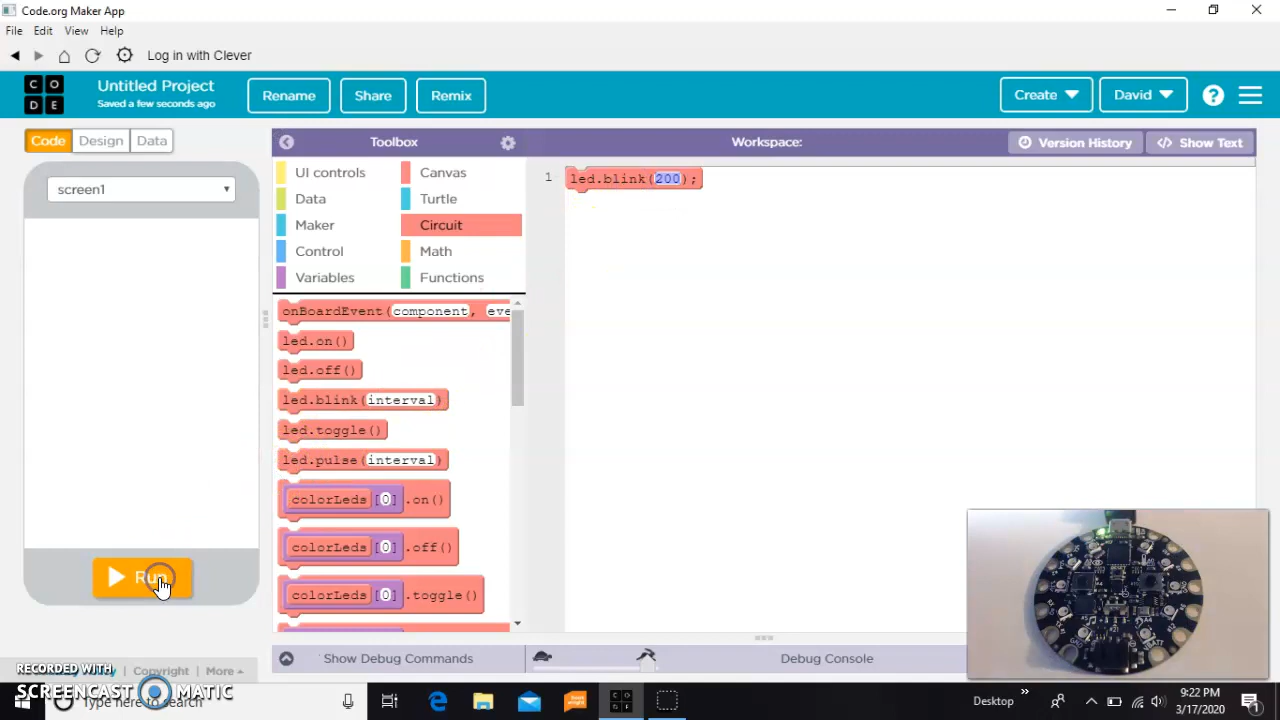 Code.org Maker App
File Edit View Help
Log in with Clever
CODE
Untitled Project
Saved a few seconds ago
Rename
Share
Remix
Create
David
?
Code
Design
Data
Toolbox
Workspace:
Version History
Show Text
screen1
UI controls
Canvas
Data
Turtle
Maker
Circuit
Control
Math
Variables
Functions
1
led.blink(200);
onBoardEvent(component, eve
led.on()
led.off()
led.blink(interval)
led.toggle()
led.pulse(interval)
colorLeds[0].on()
colorLeds[0].off()
colorLeds[0].toggle()
Run
Copyright
More
Show Debug Commands
Debug Console
RECORDED WITH
SCREENCAST MATIC
Type here to search
Desktop
9:22 PM
3/17/2020
1